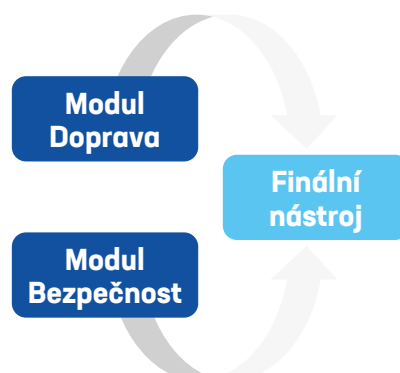 Modul
Doprava
Finální
nástroj
Modul
Bezpečnost